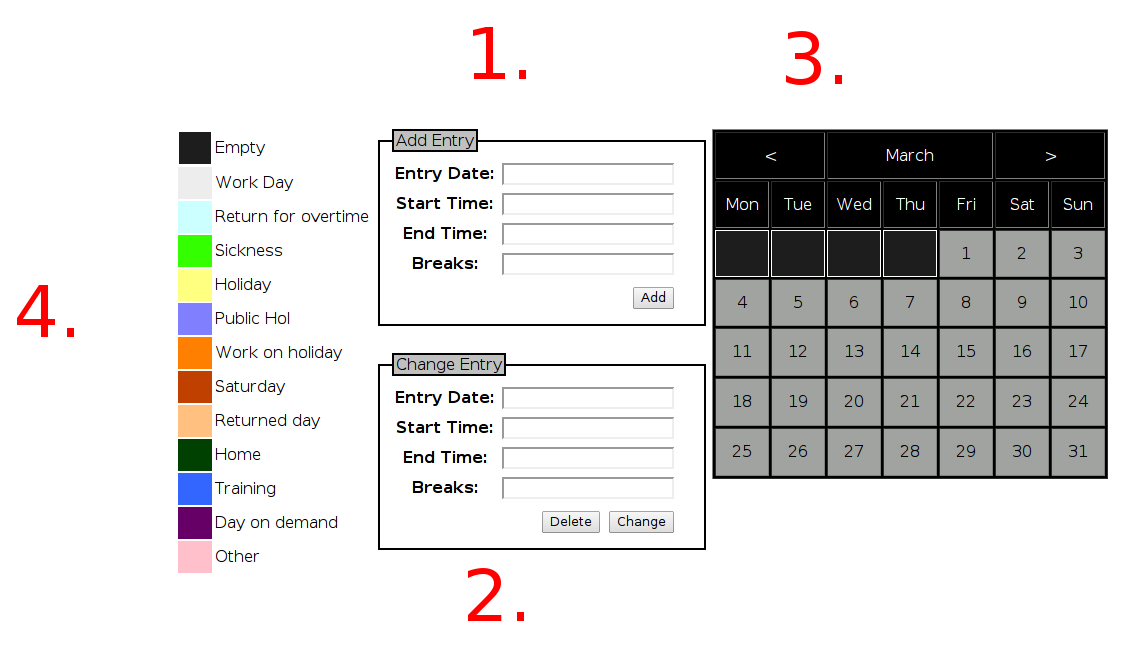 1.
3.
4.
2.
Empty
Work Day
Return for overtime
Sickness
Holiday
Public Hol
Work on holiday
Saturday
Returned day
Home
Training
Day on demand
Other
Add Entry
Entry Date:
Start Time:
End Time:
Breaks:
Add
Change Entry
Entry Date:
Start Time:
End Time:
Breaks:
Delete Change
< March >
Mon Tue Wed Thu Fri Sat Sun
1 2 3
4 5 6 7 8 9 10
11 12 13 14 15 16 17
18 19 20 21 22 23 24
25 26 27 28 29 30 31